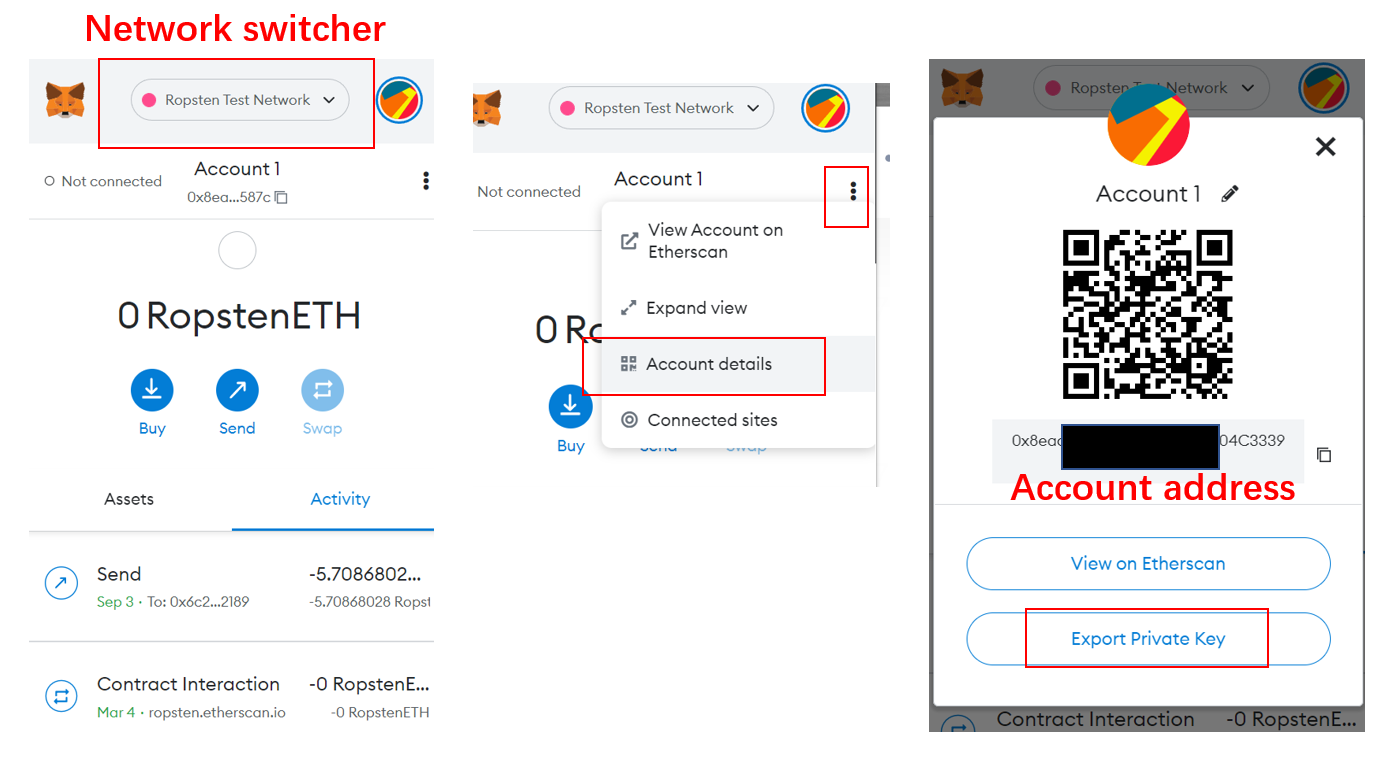 Network switcher
Ropsten Test Network
Not connected
Account 1
0x8ea...587c
0 RopstenETH
Buy
Send
Swap
Assets
Activity
Send
-5.7086802...
Sep 3 · To: 0x6c2...2189
-5.70868028 Ropst
Contract Interaction
-0 RopstenE...
Mar 4 · ropsten.etherscan.io
-0 RopstenETH
Ropsten Test Network
Not connected
Account 1
View Account on
Etherscan
Expand view
0 Ro
Account details
Connected sites
Buy
Send
Swap
Ropsten Test Network
Account 1
0x8ead
04C3339
Account address
View on Etherscan
Export Private Key
Contract Interaction
-0 RopstenE...